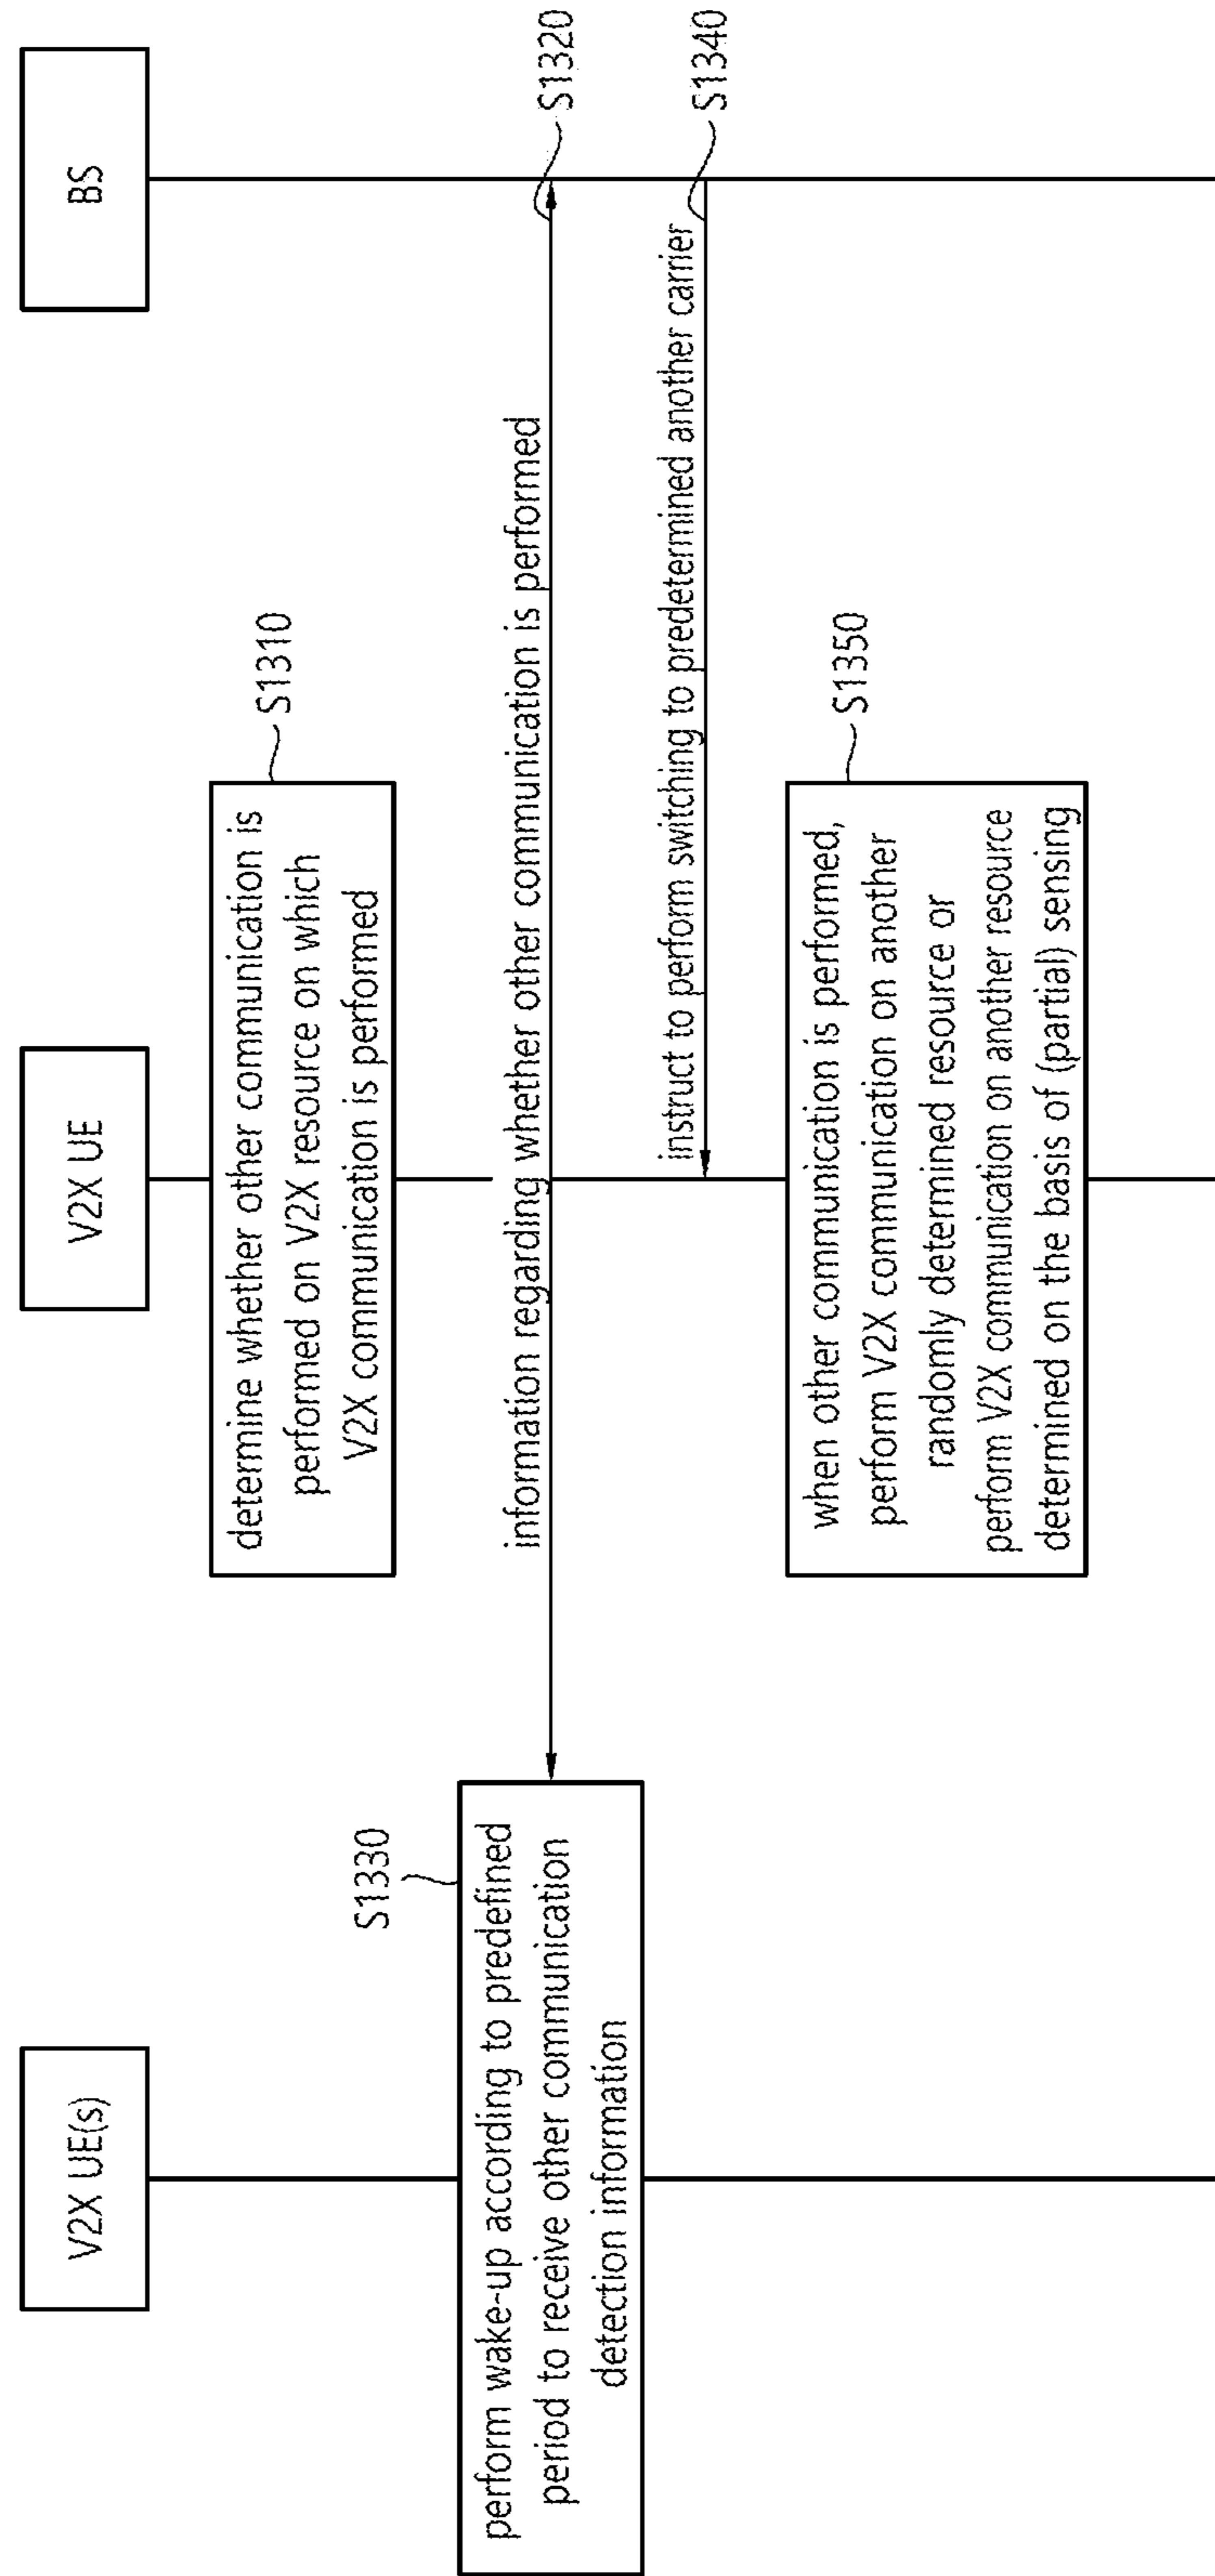 V2X UE(s)
V2X UE
BS
determine whether other communication is
performed on V2X resource on which
V2X communication is performed
S1310
information regarding whether other communication is performed
S1320
S1330
perform wake-up according to predefined
period to receive other communication
detection information
instruct to perform switching to predetermined another carrier
S1340
when other communication is performed,
perform V2X communication on another
randomly determined resource or
perform V2X communication on another resource
determined on the basis of (partial) sensing
S1350